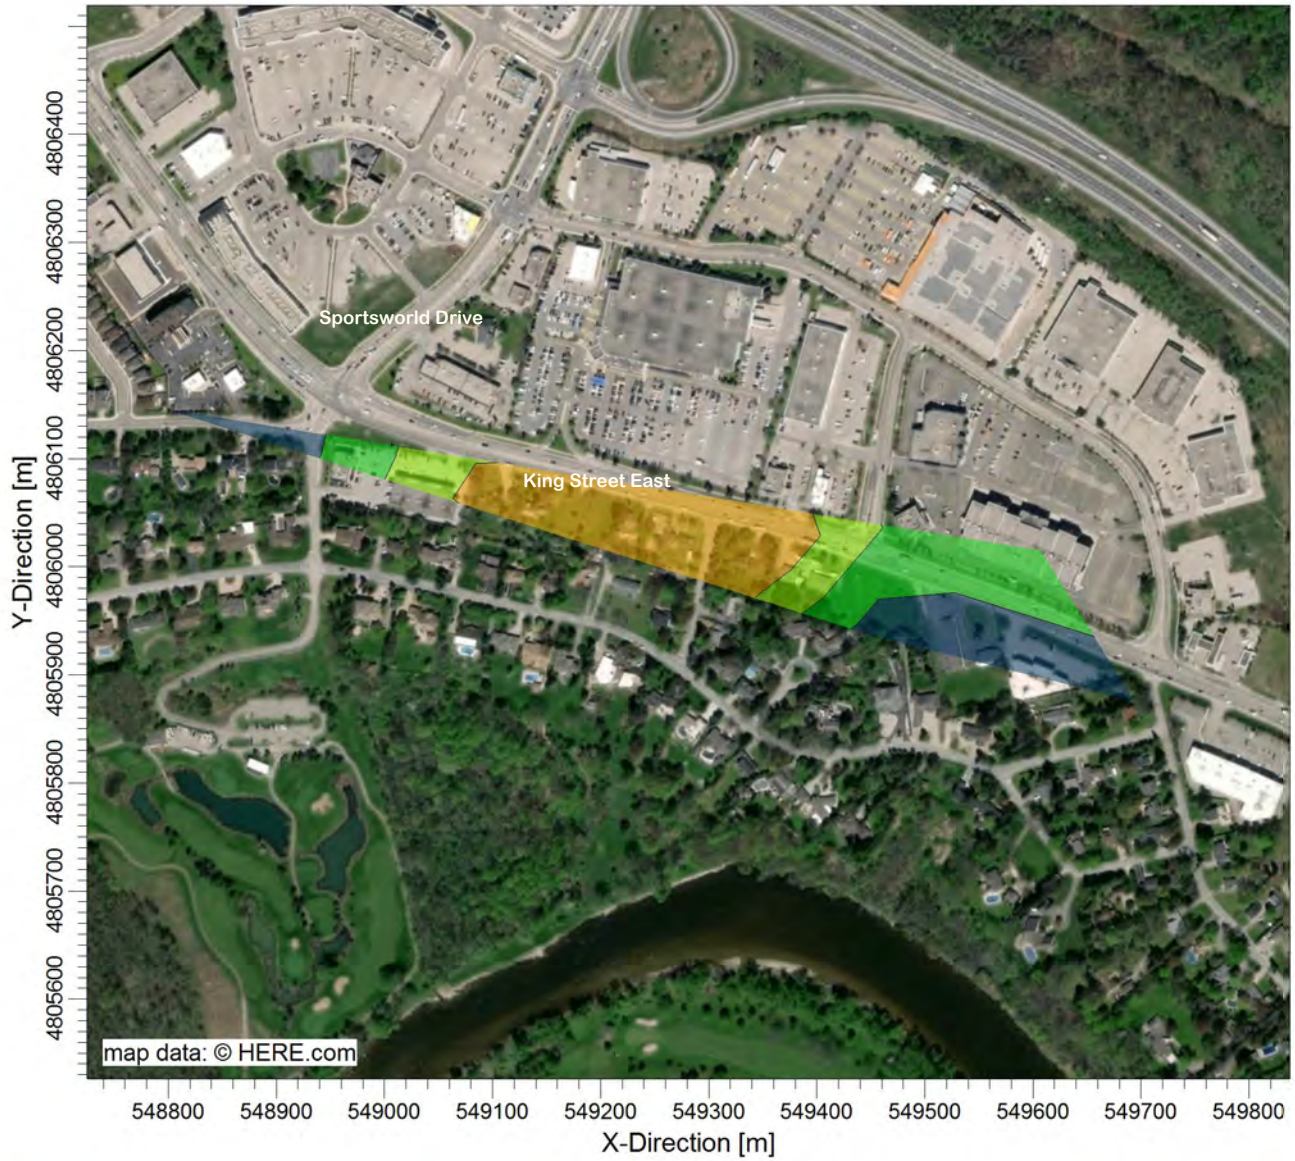 4806400
4806300
Sportsworld Drive
4806200
4806100
King Street East
4806000
4805900
4805800
4805700
4805600
Y-Direction [m]
map data: © HERE.com
548800 548900 549000 549100 549200 549300 549400 549500 549600 549700 549800
X-Direction [m]